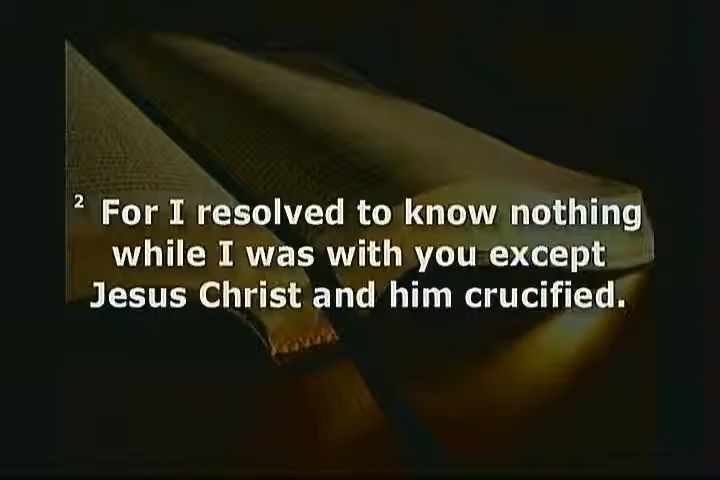 ² For I resolved to know nothing
while I was with you except
Jesus Christ and him crucified.